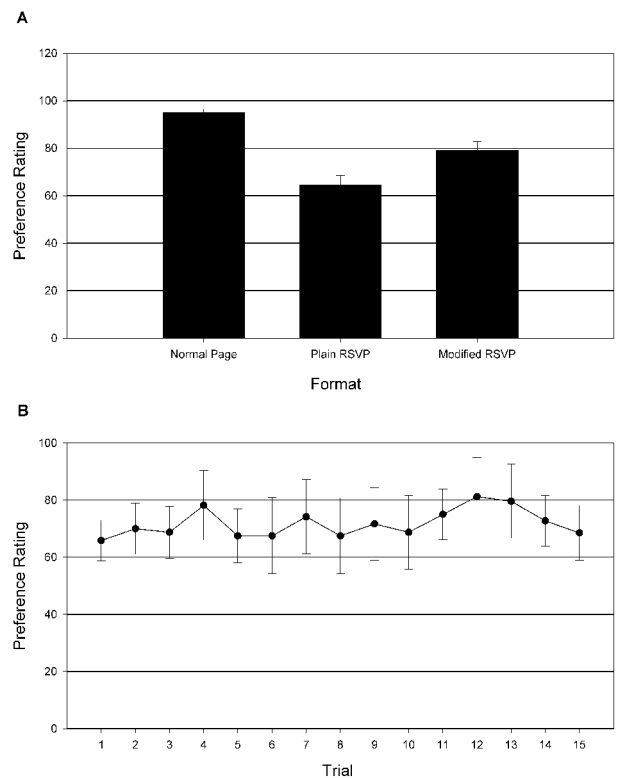 A
120
100
80
60
40
20
0
Preference Rating
Normal Page Plain RSVP Modified RSVP
Format
B
100
80
60
40
20
0
Preference Rating
1 2 3 4 5 6 7 8 9 10 11 12 13 14 15
Trial